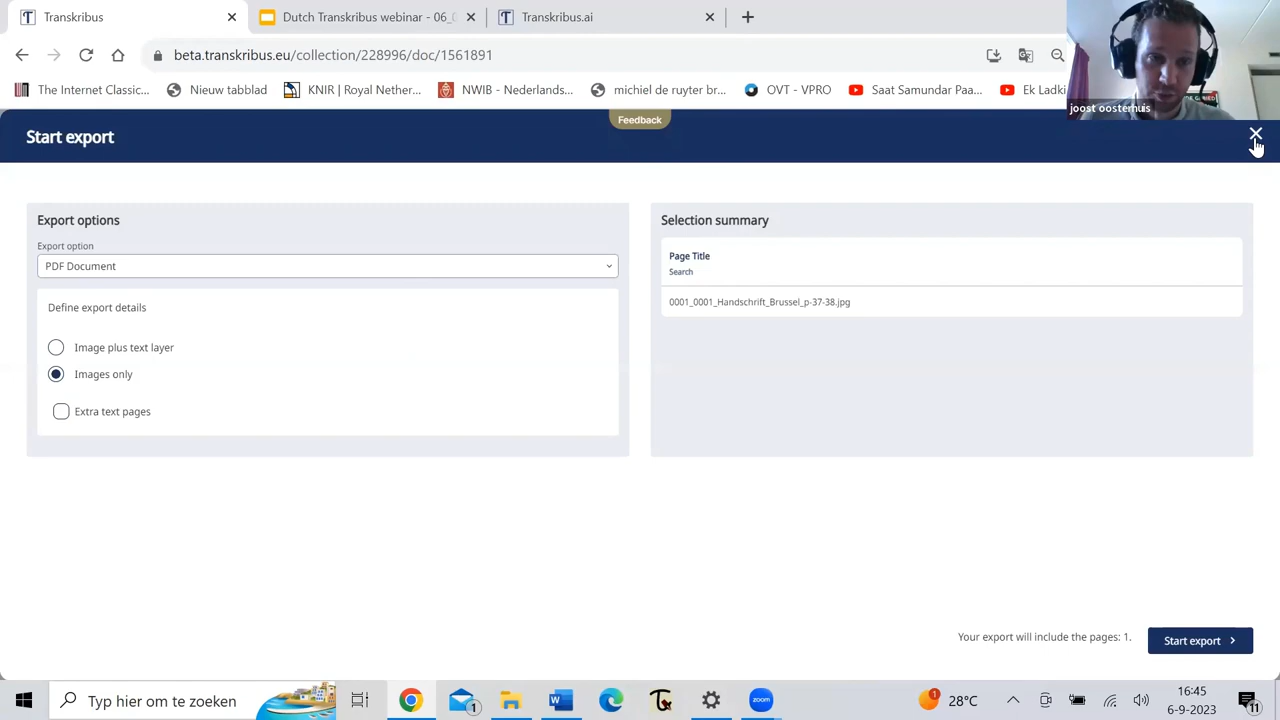 Transkribus
Dutch Transkribus webinar - 06_
Transkribus.ai
beta.transkribus.eu/collection/228996/doc/1561891
The Internet Classic...
Nieuw tabblad
KNIR | Royal Nether...
NWIB - Nederlands...
michiel de ruyter br...
OVT - VPRO
Saat Samundar Paa...
Ek Ladki
joost oosterhuis
Feedback
Start export
Export options
Export option
PDF Document
Define export details
Image plus text layer
Images only
Extra text pages
Selection summary
Page Title
Search
0001_0001_Handschrift_Brussel_p-37-38.jpg
Your export will include the pages: 1.
Start export
Typ hier om te zoeken
1
1
28°C
16:45
6-9-2023
11